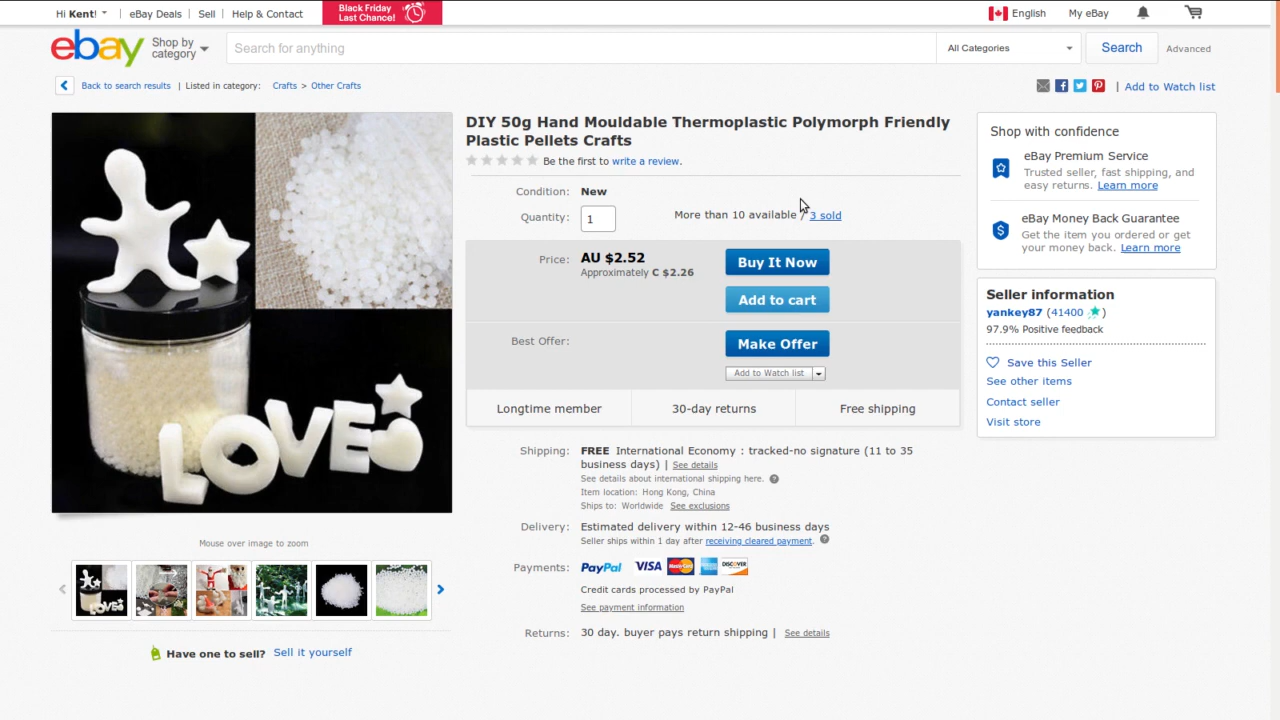 Hi Kent!
eBay Deals
Sell
Help & Contact
Black Friday
Last Chance!
English
My eBay
ebay
Shop by
category
Search for anything
All Categories
Search
Advanced
Back to search results | Listed in category: Crafts > Other Crafts
| Add to Watch list
DIY 50g Hand Mouldable Thermoplastic Polymorph Friendly
Plastic Pellets Crafts
Be the first to write a review.
Condition: New
Quantity: 1
More than 10 available / 3 sold
Price: AU $2.52
Approximately C $2.26
Buy It Now
Add to cart
Best Offer:
Make Offer
Add to Watch list
Longtime member
30-day returns
Free shipping
Shipping: FREE International Economy : tracked-no signature (11 to 35
business days) | See details
See details about international shipping here. ?
Item location: Hong Kong, China
Ships to: Worldwide See exclusions
Delivery: Estimated delivery within 12-46 business days
Seller ships within 1 day after receiving cleared payment. ?
Payments: PayPal VISA MasterCard DISCOVER
Credit cards processed by PayPal
See payment information
Returns: 30 day. buyer pays return shipping | See details
Shop with confidence
eBay Premium Service
Trusted seller, fast shipping, and
easy returns. Learn more
eBay Money Back Guarantee
Get the item you ordered or get
your money back. Learn more
Seller information
yankey87 (41400 )
97.9% Positive feedback
Save this Seller
See other items
Contact seller
Visit store
LOVE
Mouse over image to zoom
Have one to sell? Sell it yourself